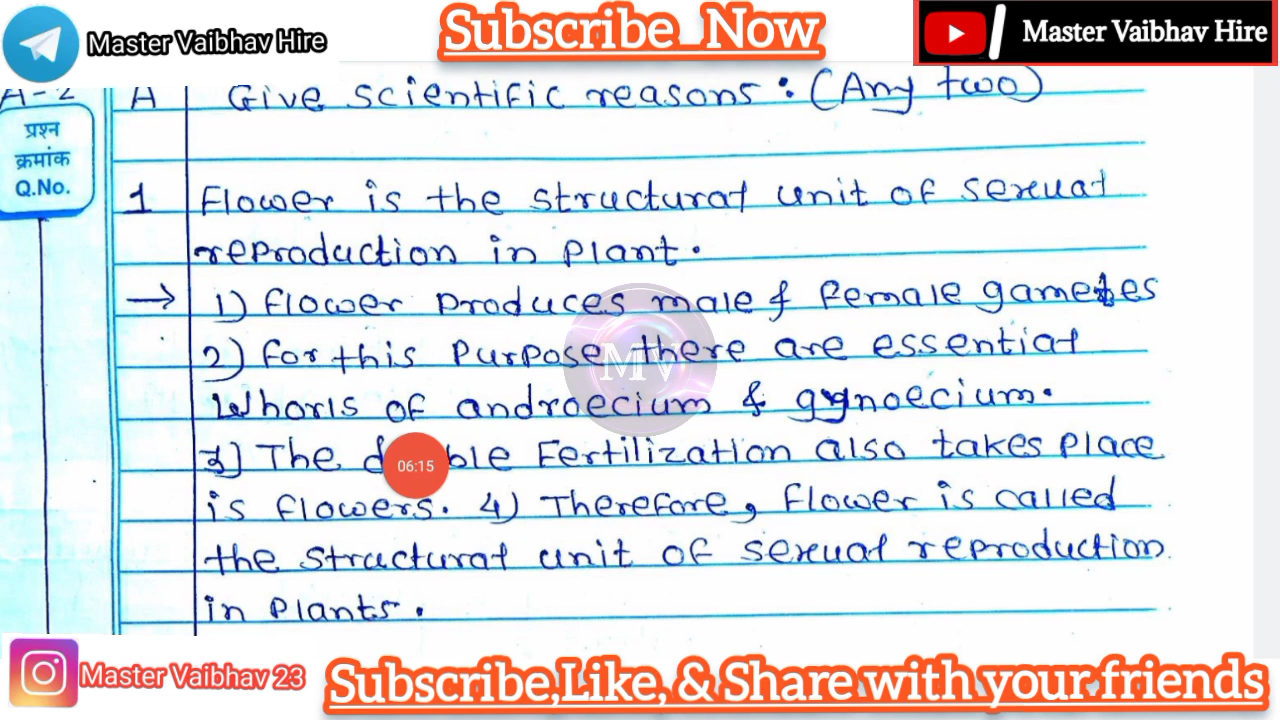 Master Vaibhav Hire
Subscribe Now
Master Vaibhav Hire
A-2 A Give scientific reasons : (Any two)
प्रश्न
क्रमांक
Q.No.
1 Flower is the structural unit of sexual
reproduction in plant.
→ 1) flower produces male & female gametes
2) for this purpose there are essential
MV
Whorls of androecium & gynoecium.
3) The double fertilization also takes place
06:15
is flowers. 4) Therefore, flower is called
the structural unit of sexual reproduction
in plants.
Master Vaibhav 23
Subscribe,Like, & Share with your friends